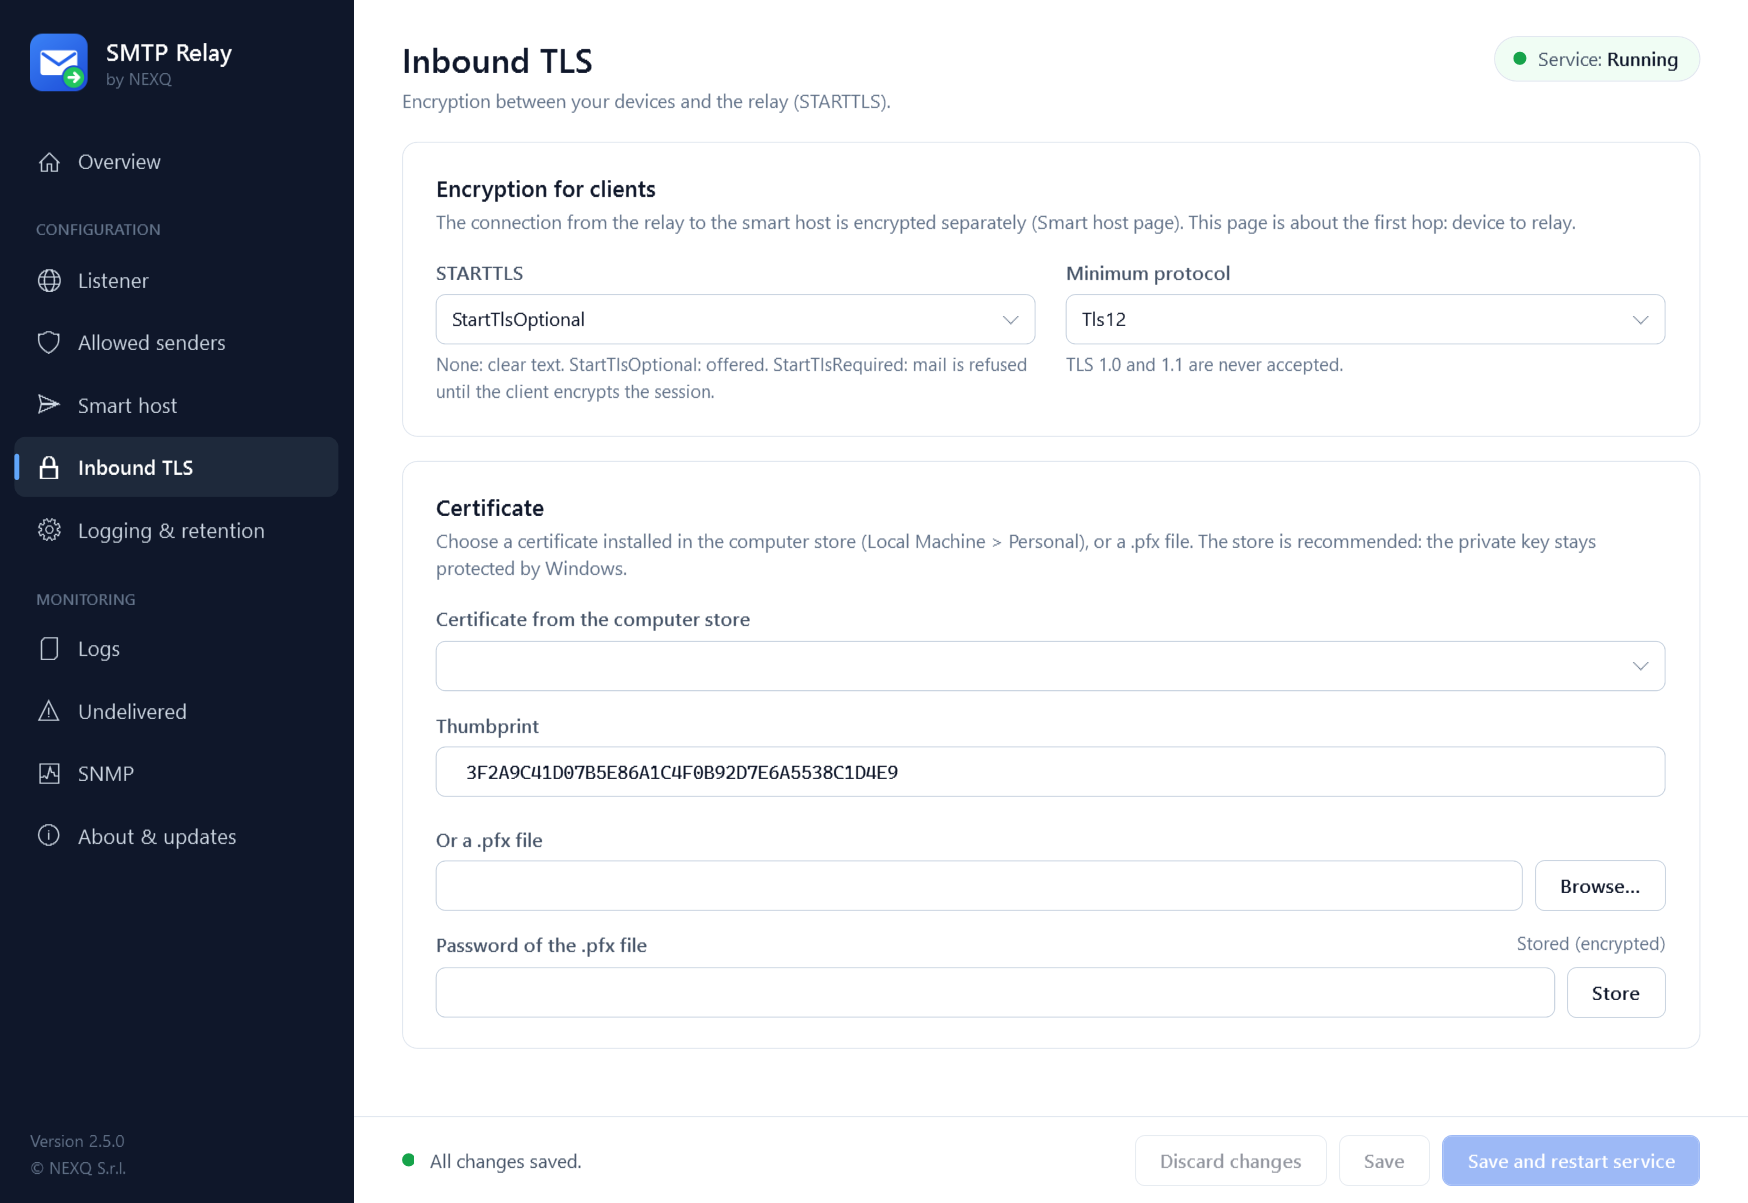 SMTP Relay
by NEXQ
Overview
CONFIGURATION
Listener
Allowed senders
Smart host
Inbound TLS
Logging & retention
MONITORING
Logs
Undelivered
SNMP
About & updates
Version 2.5.0
© NEXQ S.r.l.
Inbound TLS
Service: Running
Encryption between your devices and the relay (STARTTLS).
Encryption for clients
The connection from the relay to the smart host is encrypted separately (Smart host page). This page is about the first hop: device to relay.
STARTTLS
Minimum protocol
StartTlsOptional
Tls12
None: clear text. StartTlsOptional: offered. StartTlsRequired: mail is refused
until the client encrypts the session.
TLS 1.0 and 1.1 are never accepted.
Certificate
Choose a certificate installed in the computer store (Local Machine > Personal), or a .pfx file. The store is recommended: the private key stays
protected by Windows.
Certificate from the computer store
Thumbprint
3F2A9C41D07B5E86A1C4F0B92D7E6A5538C1D4E9
Or a .pfx file
Browse...
Password of the .pfx file
Stored (encrypted)
Store
All changes saved.
Discard changes
Save
Save and restart service